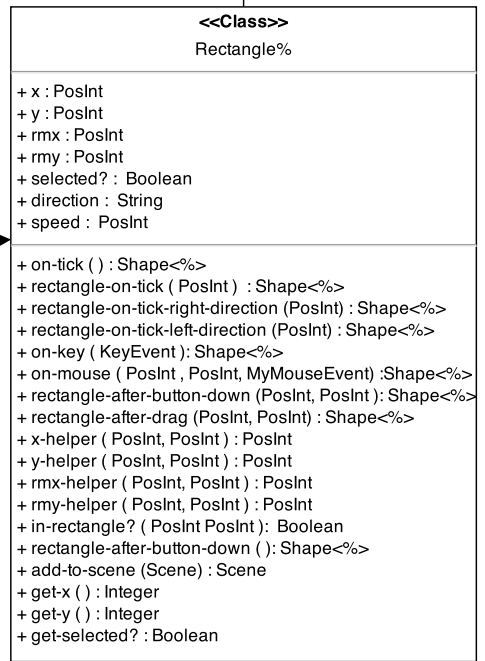 <<Class>>
Rectangle%
+ x : PosInt
+ y : PosInt
+ rmx : PosInt
+ rmy : PosInt
+ selected? : Boolean
+ direction : String
+ speed : PosInt
+ on-tick ( ) : Shape<%>
+ rectangle-on-tick ( PosInt ) : Shape<%>
+ rectangle-on-tick-right-direction (PosInt) : Shape<%>
+ rectangle-on-tick-left-direction (PosInt) : Shape<%>
+ on-key ( KeyEvent ): Shape<%>
+ on-mouse ( PosInt , PosInt, MyMouseEvent) :Shape<%>
+ rectangle-after-button-down (PosInt, PosInt ): Shape<%>
+ rectangle-after-drag (PosInt, PosInt) : Shape<%>
+ x-helper ( PosInt, PosInt ) : PosInt
+ y-helper ( PosInt, PosInt ) : PosInt
+ rmx-helper ( PosInt, PosInt ) : PosInt
+ rmy-helper ( PosInt, PosInt ) : PosInt
+ in-rectangle? ( PosInt PosInt ): Boolean
+ rectangle-after-button-down ( ): Shape<%>
+ add-to-scene (Scene) : Scene
+ get-x ( ) : Integer
+ get-y ( ) : Integer
+ get-selected? : Boolean